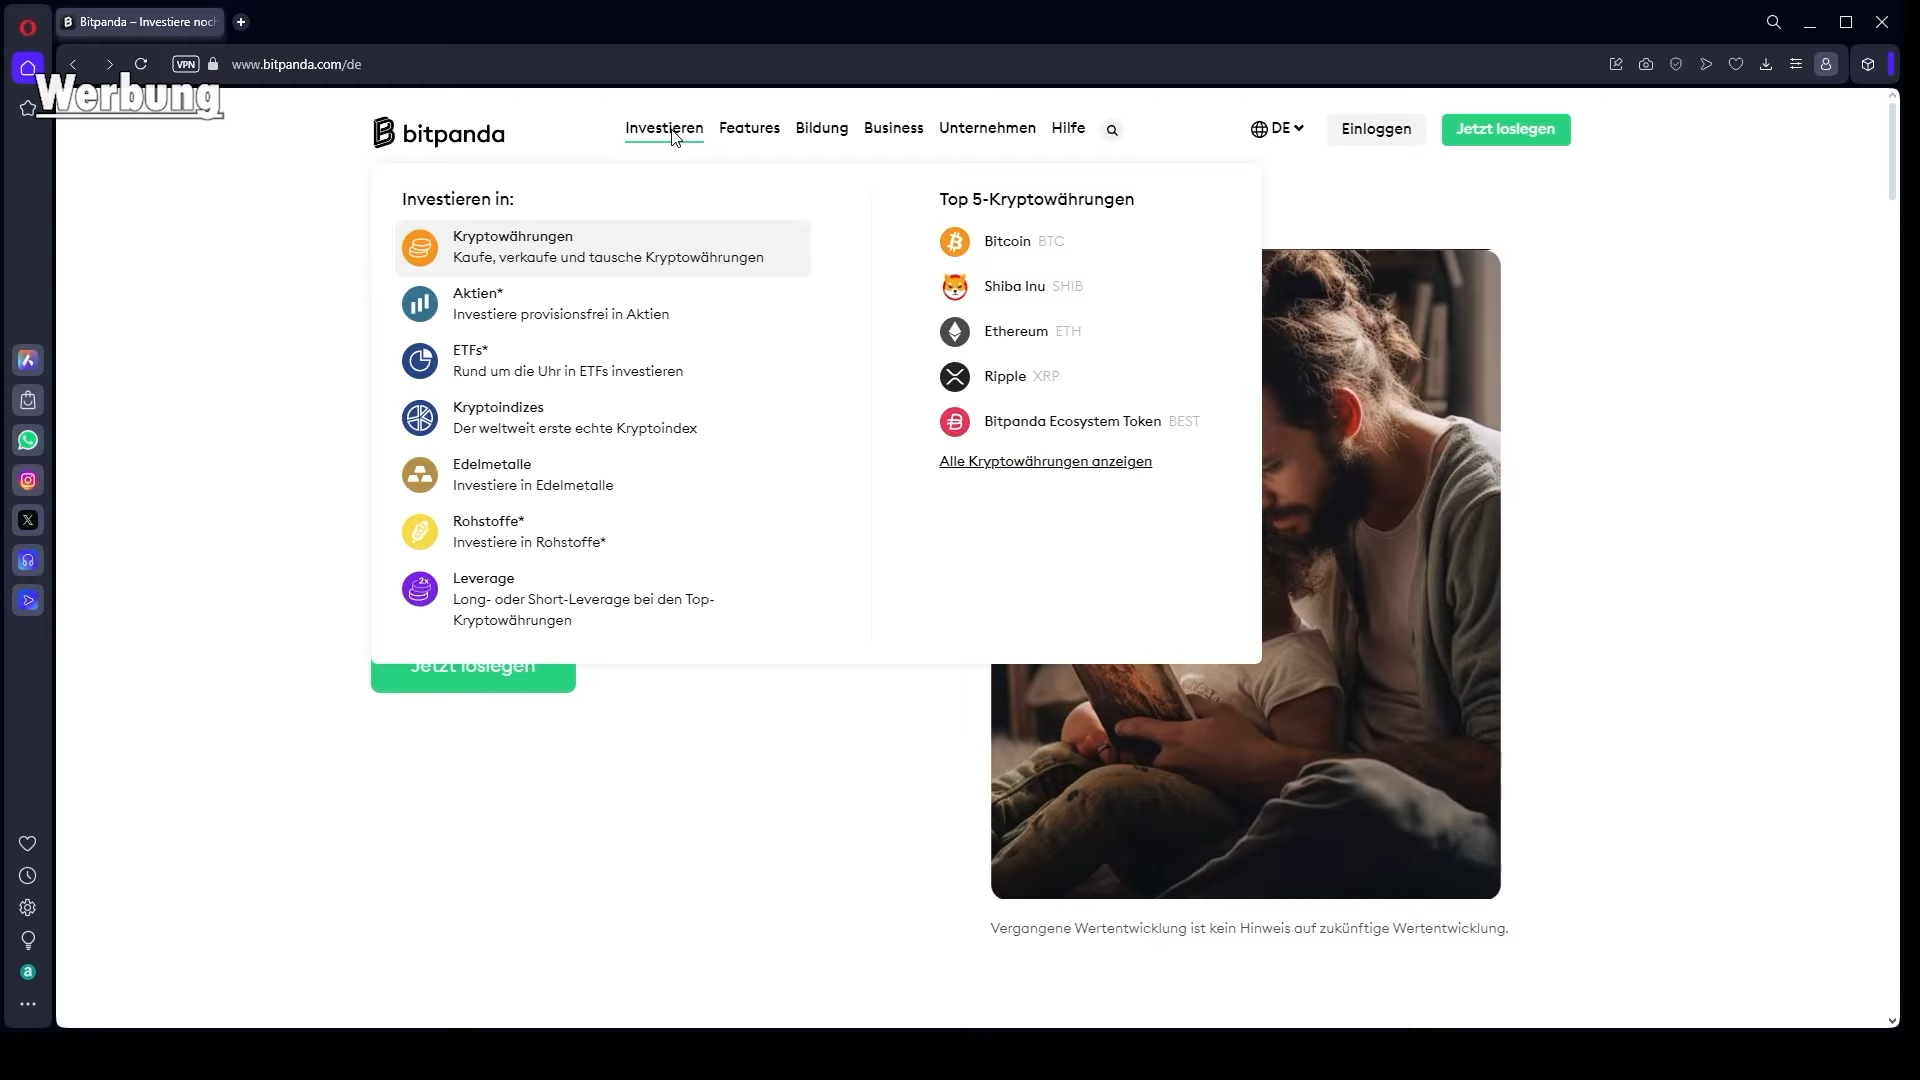 Bitpanda – Investiere noch
VPN
www.bitpanda.com/de
Werbung
bitpanda
Investieren
Features
Bildung
Business
Unternehmen
Hilfe
DE
Einloggen
Jetzt loslegen
Investieren in:
Kryptowährungen
Kaufe, verkaufe und tausche Kryptowährungen
Aktien*
Investiere provisionsfrei in Aktien
ETFs*
Rund um die Uhr in ETFs investieren
Kryptoindizes
Der weltweit erste echte Kryptoindex
Edelmetalle
Investiere in Edelmetalle
Rohstoffe*
Investiere in Rohstoffe*
2x
Leverage
Long- oder Short-Leverage bei den Top-
Kryptowährungen
Top 5-Kryptowährungen
Bitcoin BTC
Shiba Inu SHIB
Ethereum ETH
Ripple XRP
Bitpanda Ecosystem Token BEST
Alle Kryptowährungen anzeigen
Jetzt loslegen
Vergangene Wertentwicklung ist kein Hinweis auf zukünftige Wertentwicklung.